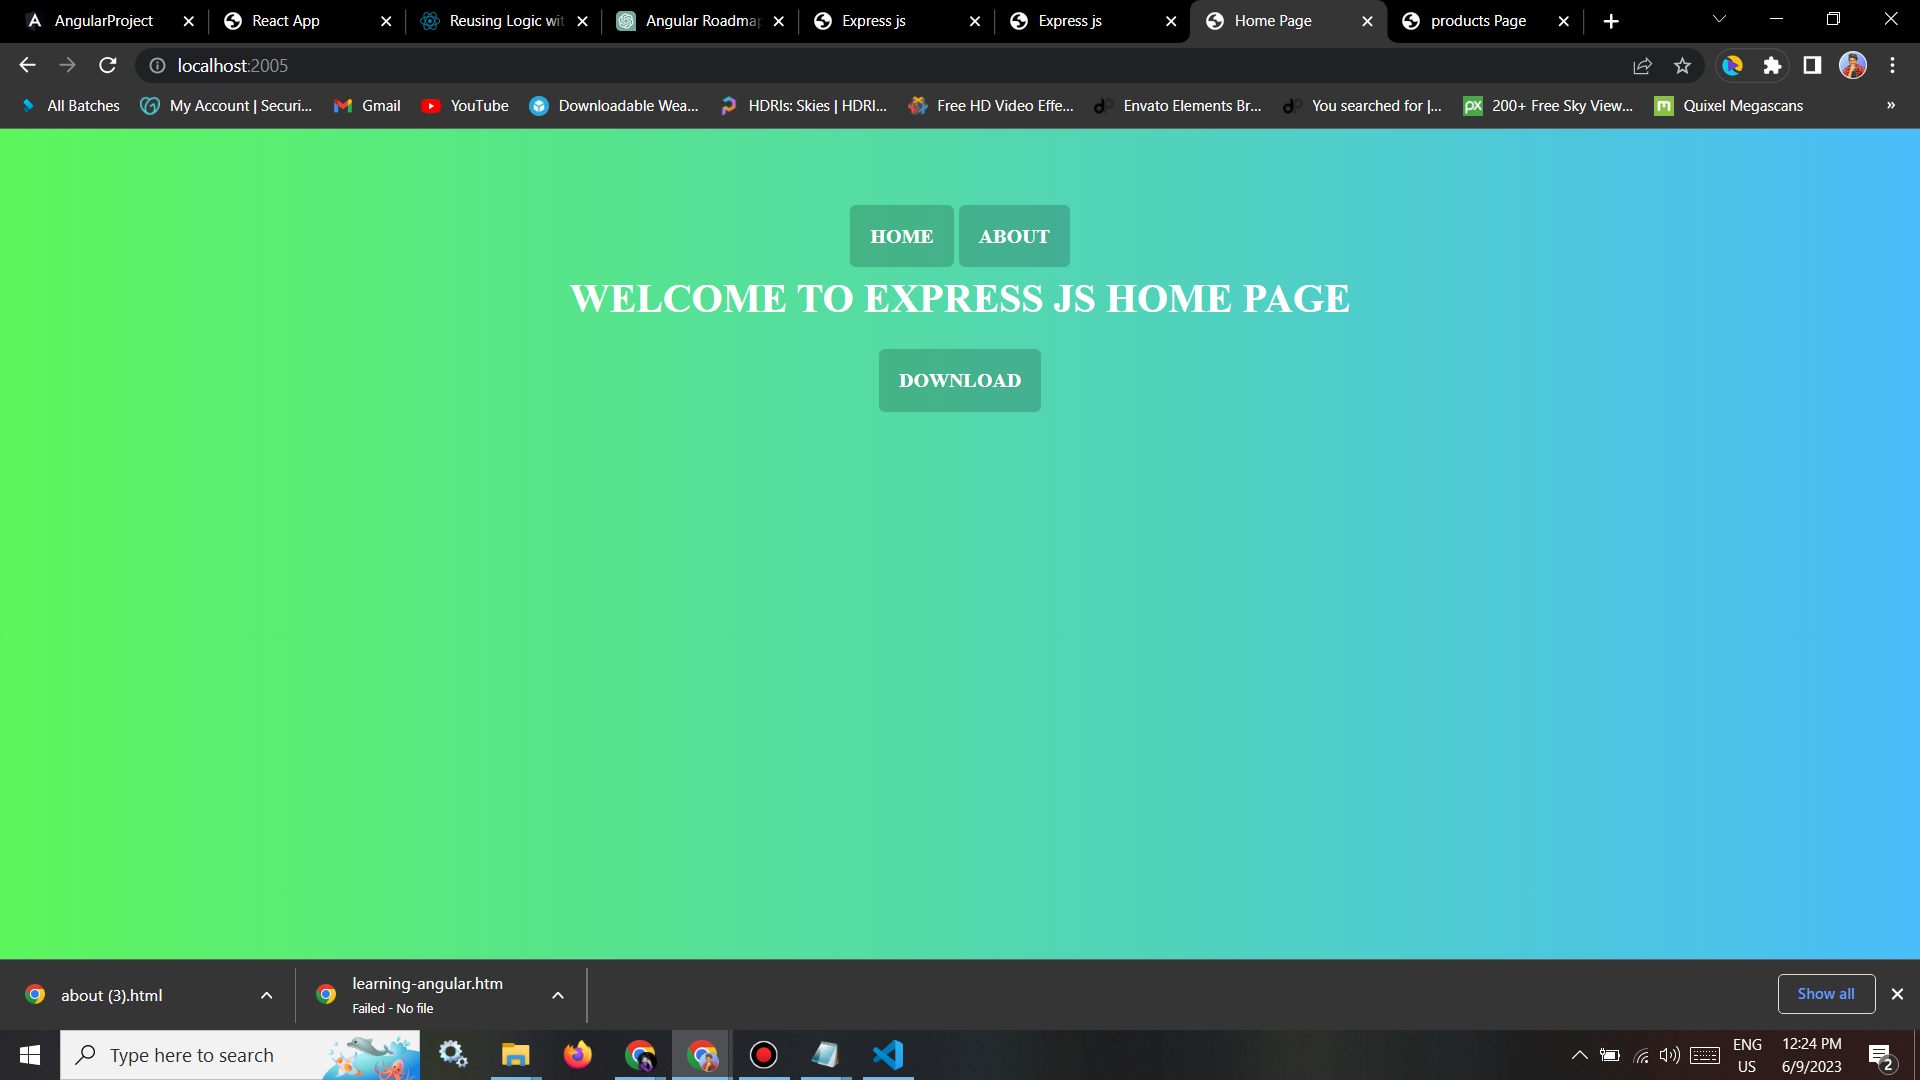 AngularProject
React App
Reusing Logic wit
Angular Roadmap
Express js
Express js
Home Page
products Page
localhost:2005
All Batches
My Account | Securi...
Gmail
YouTube
Downloadable Wea...
HDRIs: Skies | HDRI...
Free HD Video Effe...
Envato Elements Br...
You searched for |...
px
200+ Free Sky View...
m
Quixel Megascans
»
HOME
ABOUT
WELCOME TO EXPRESS JS HOME PAGE
DOWNLOAD
about (3).html
learning-angular.htm
Failed - No file
Show all
Type here to search
ENG
US
12:24 PM
6/9/2023
2